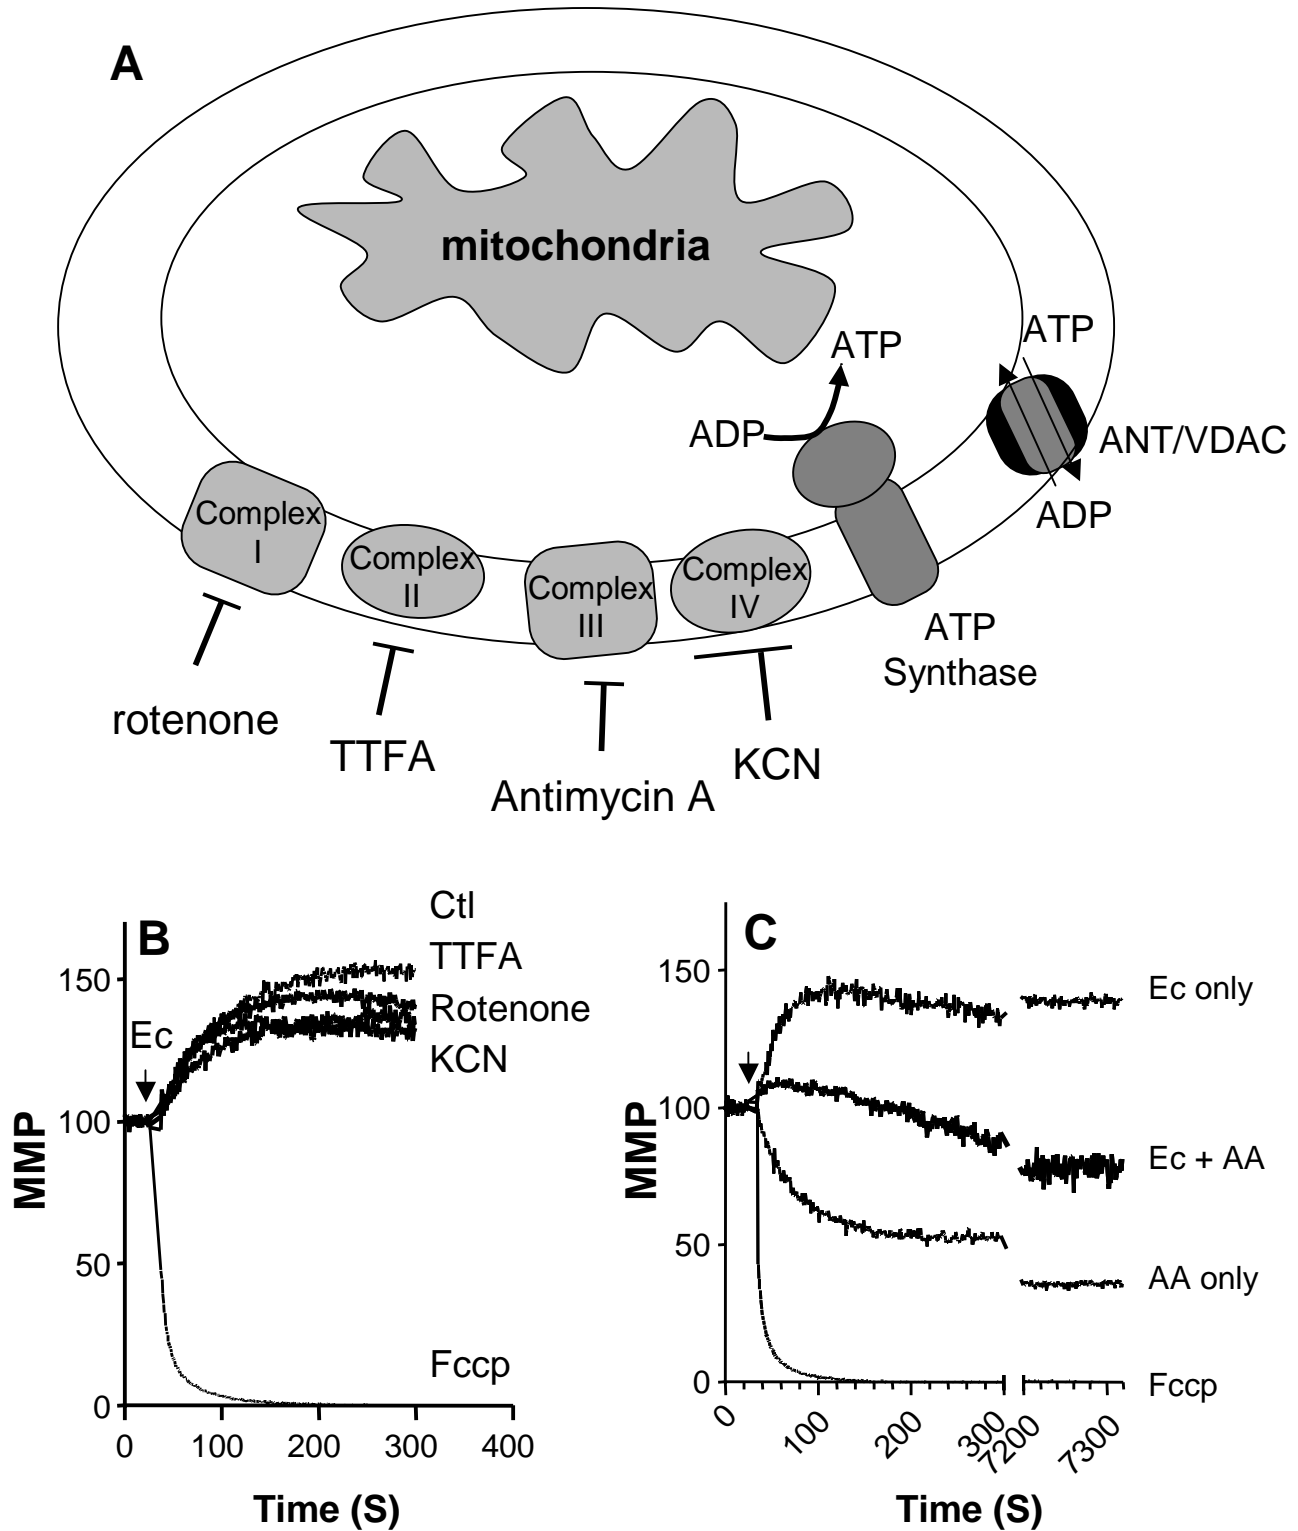 A
mitochondria
ATP
ADP
ATP
ANT/VDAC
ADP
Complex
I
Complex
II
Complex
III
Complex
IV
ATP
Synthase
rotenone
TTFA
Antimycin A
KCN
B
Ctl
TTFA
Rotenone
KCN
Ec
Fccp
MMP
150
100
50
0
0 100 200 300 400
Time (S)
C
Ec only
Ec + AA
AA only
Fccp
MMP
150
100
50
0
0 100 200 300 7200 7300
Time (S)